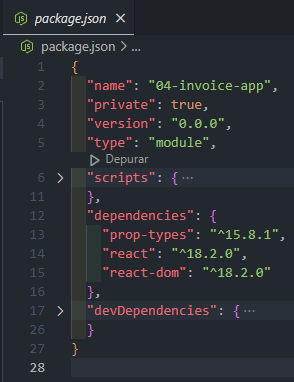 package.json ×
package.json > ...
1 {
2 "name": "04-invoice-app",
3 "private": true,
4 "version": "0.0.0",
5 "type": "module",
Depurar
6 > "scripts": { ...
11 },
12 "dependencies": {
13 "prop-types": "^15.8.1",
14 "react": "^18.2.0",
15 "react-dom": "^18.2.0"
16 },
17 > "devDependencies": { ...
26 }
27 }
28